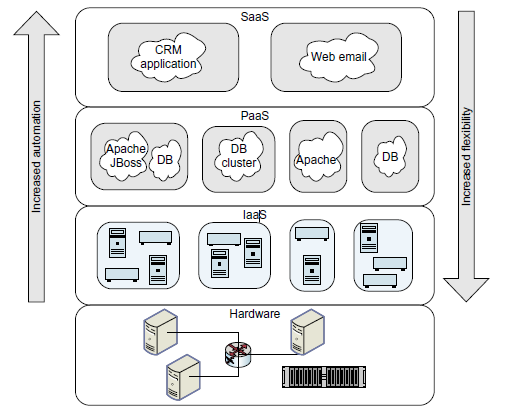 SaaS
CRM
application
Web email
PaaS
Apache
JBoss
DB
DB
cluster
Apache
DB
IaaS
Hardware
Increased automation
Increased flexibility